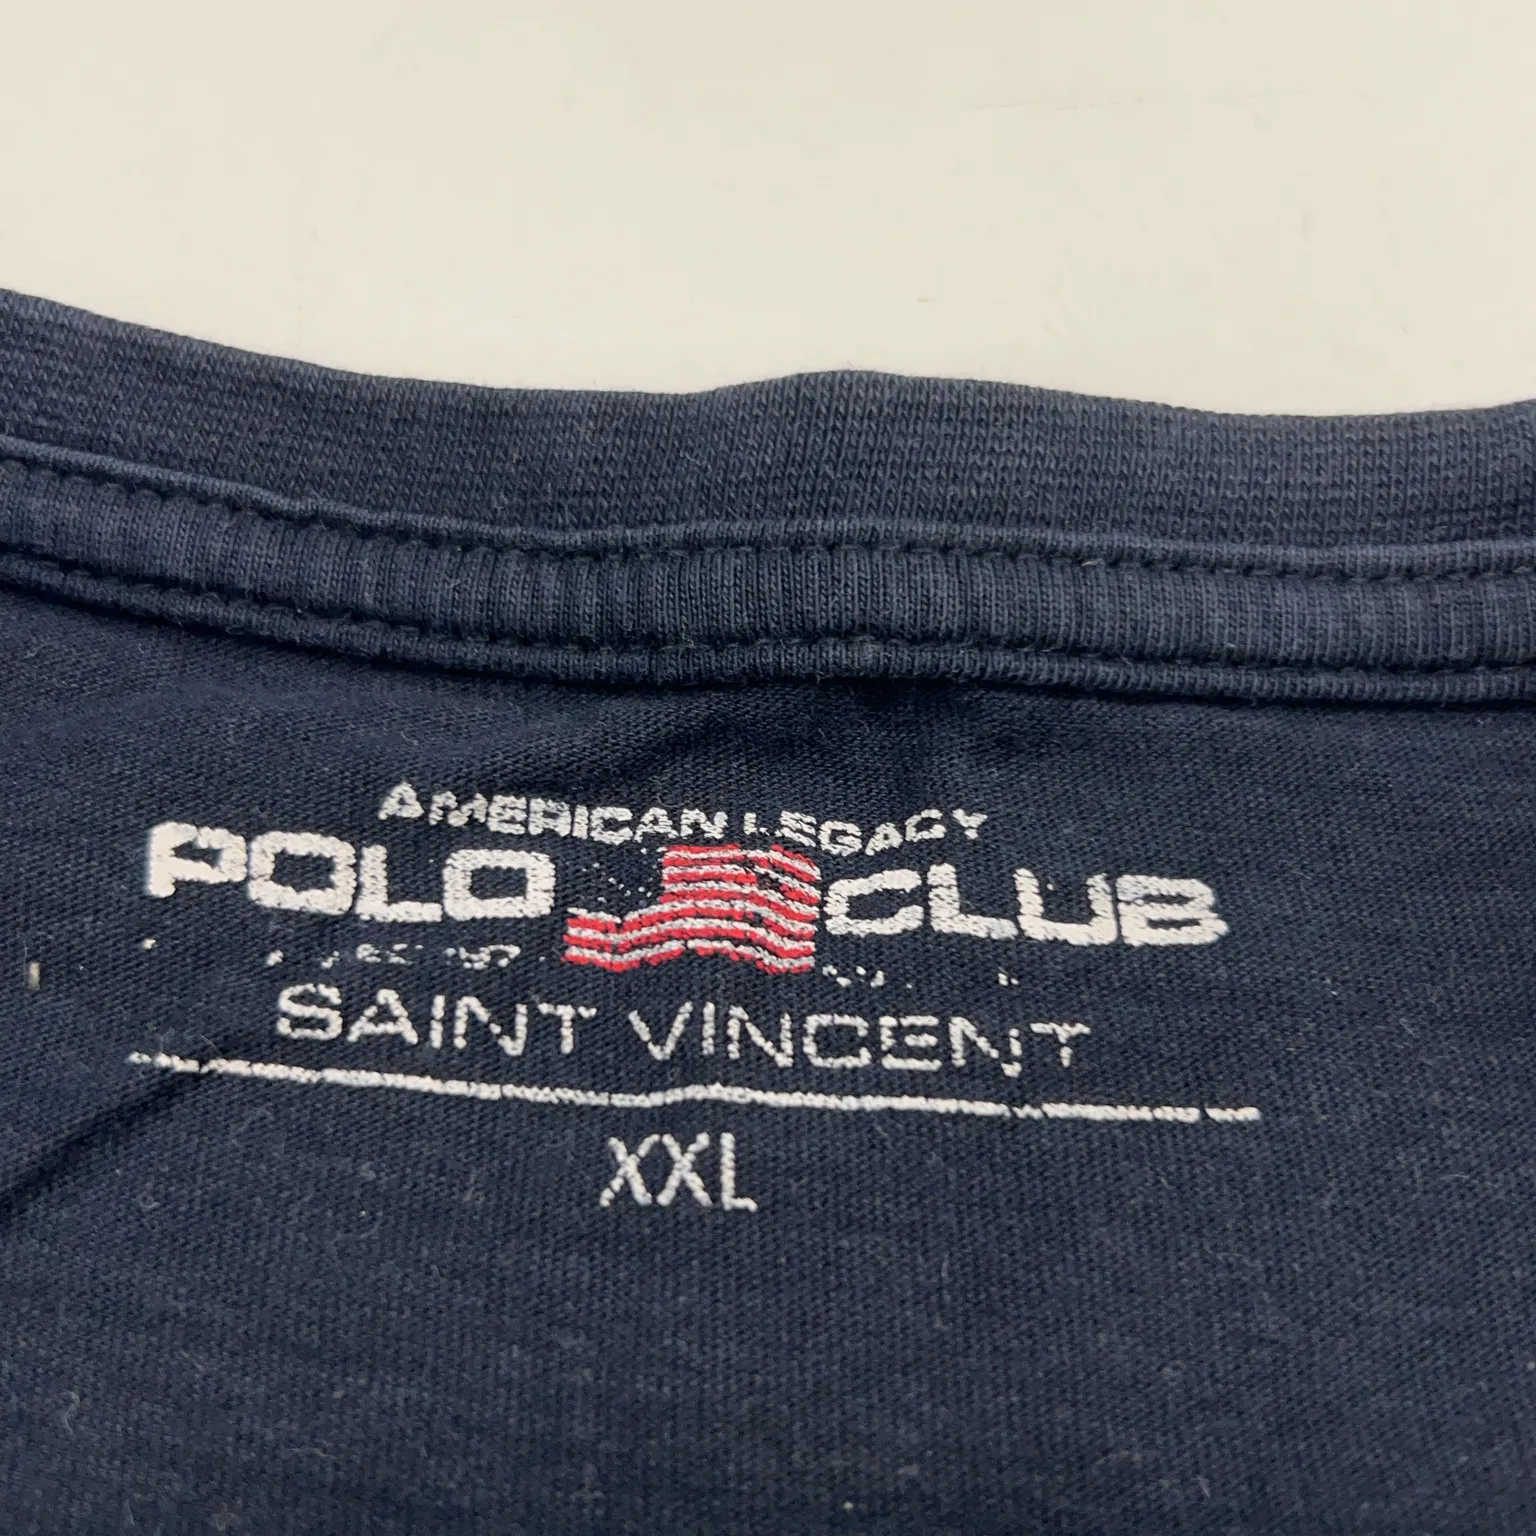 AMERICAN LEGACY
POLO CLUB
SAINT VINCENT
XXL